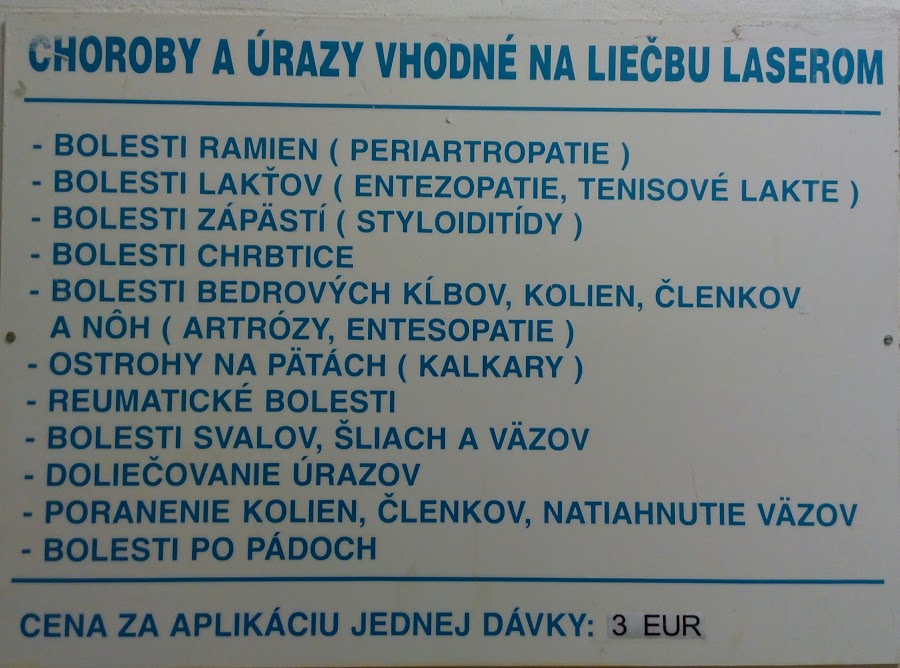 CHOROBY A ÚRAZY VHODNÉ NA LIEČBU LASEROM
- BOLESTI RAMIEN ( PERIARTROPATIE )
- BOLESTI LAKŤOV ( ENTEZOPATIE, TENISOVÉ LAKTE )
- BOLESTI ZÁPÄSTÍ ( STYLOIDITÍDY )
- BOLESTI CHRBTICE
- BOLESTI BEDROVÝCH KĹBOV, KOLIEN, ČLENKOV
A NÔH ( ARTRÓZY, ENTESOPATIE )
- OSTROHY NA PÄTÁCH ( KALKARY )
- REUMATICKÉ BOLESTI
- BOLESTI SVALOV, ŠLIACH A VÄZOV
- DOLIEČOVANIE ÚRAZOV
- PORANENIE KOLIEN, ČLENKOV, NATIAHNUTIE VÄZOV
- BOLESTI PO PÁDOCH
CENA ZA APLIKÁCIU JEDNEJ DÁVKY: 3 EUR